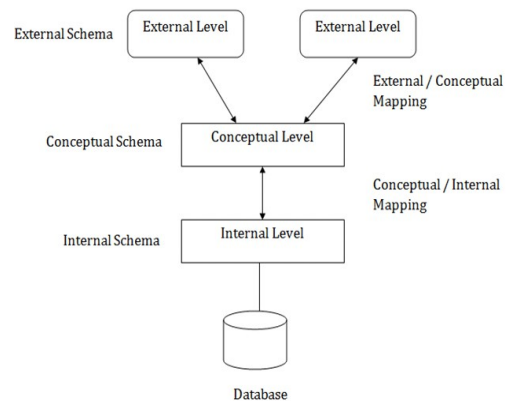 External Schema
External Level
External Level
External / Conceptual
Mapping
Conceptual Schema
Conceptual Level
Conceptual / Internal
Mapping
Internal Schema
Internal Level
Database